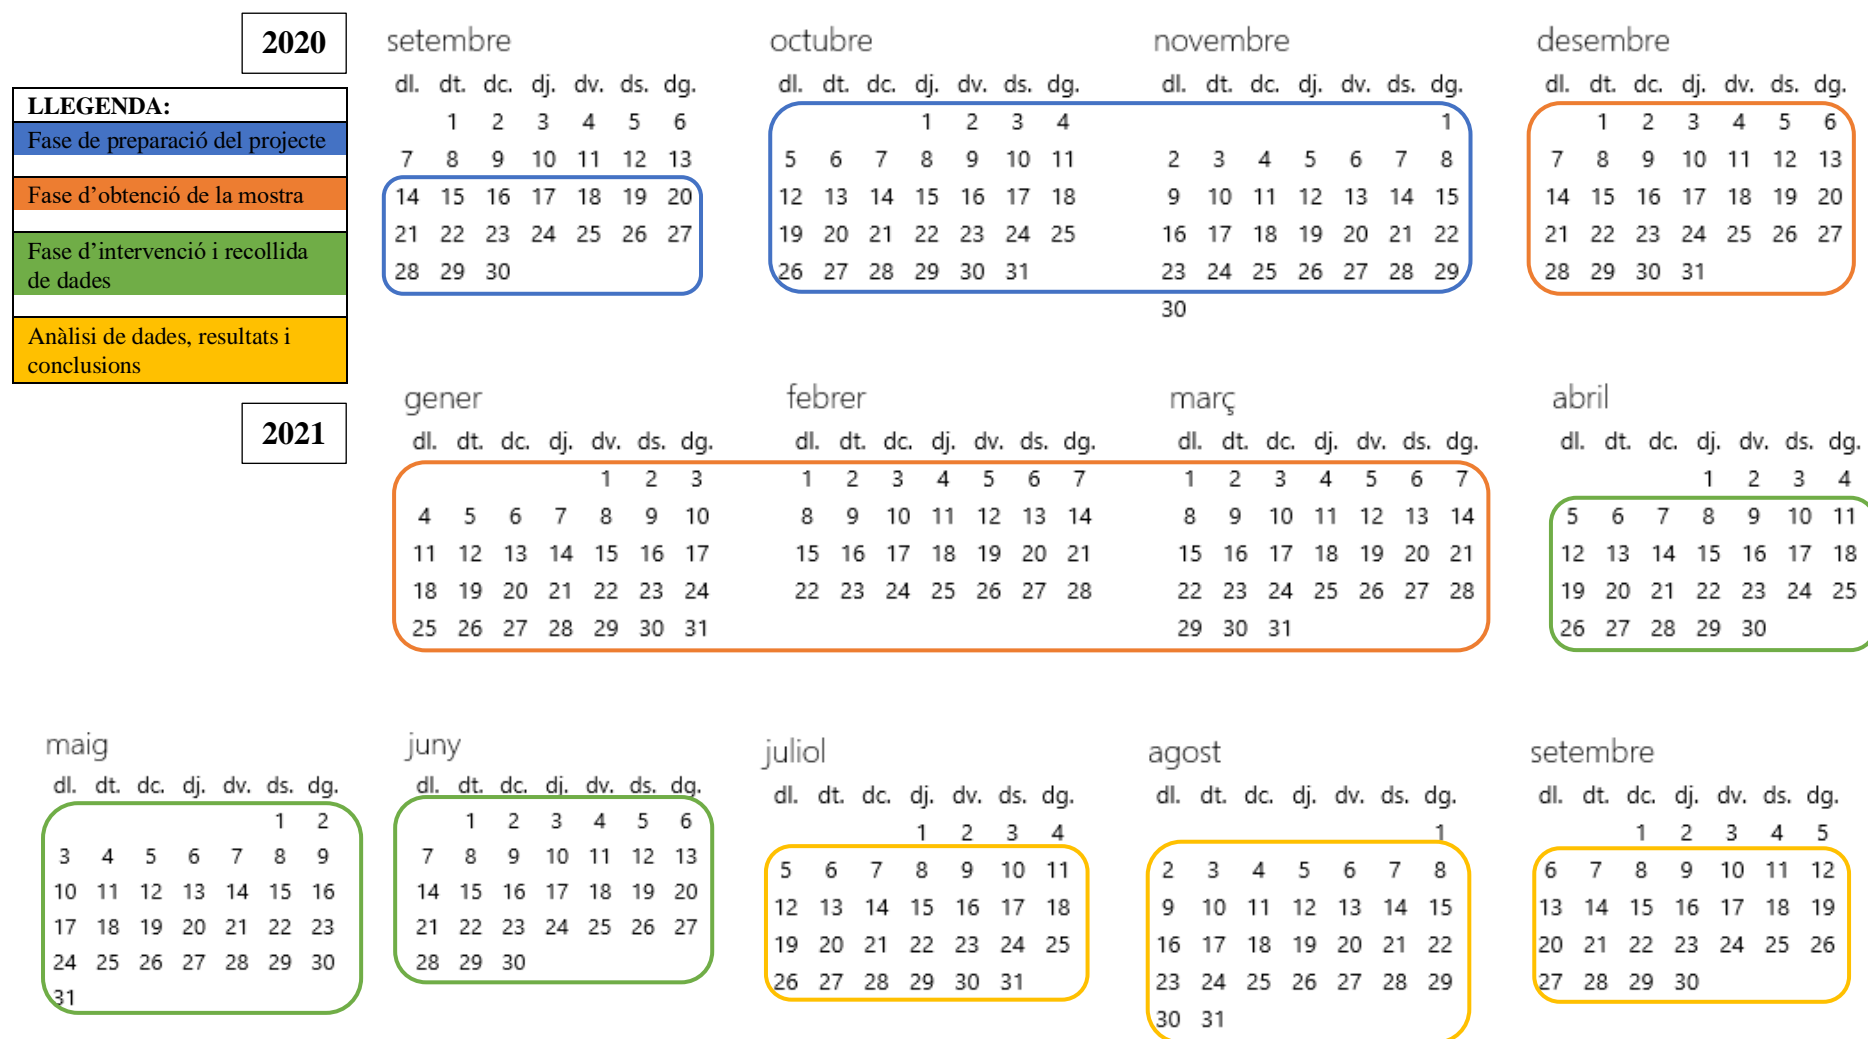 2020
LLEGENDA:
Fase de preparació del projecte
Fase d’obtenció de la mostra
Fase d’intervenció i recollida
de dades
Anàlisi de dades, resultats i
conclusions
setembre
dl. dt. dc. dj. dv. ds. dg.
1 2 3 4 5 6
7 8 9 10 11 12 13
14 15 16 17 18 19 20
21 22 23 24 25 26 27
28 29 30
octubre
dl. dt. dc. dj. dv. ds. dg.
1 2 3 4
5 6 7 8 9 10 11
12 13 14 15 16 17 18
19 20 21 22 23 24 25
26 27 28 29 30 31
novembre
dl. dt. dc. dj. dv. ds. dg.
1
2 3 4 5 6 7 8
9 10 11 12 13 14 15
16 17 18 19 20 21 22
23 24 25 26 27 28 29
30
desembre
dl. dt. dc. dj. dv. ds. dg.
1 2 3 4 5 6
7 8 9 10 11 12 13
14 15 16 17 18 19 20
21 22 23 24 25 26 27
28 29 30 31
2021
gener
dl. dt. dc. dj. dv. ds. dg.
1 2 3
4 5 6 7 8 9 10
11 12 13 14 15 16 17
18 19 20 21 22 23 24
25 26 27 28 29 30 31
febrer
dl. dt. dc. dj. dv. ds. dg.
1 2 3 4 5 6 7
8 9 10 11 12 13 14
15 16 17 18 19 20 21
22 23 24 25 26 27 28
març
dl. dt. dc. dj. dv. ds. dg.
1 2 3 4 5 6 7
8 9 10 11 12 13 14
15 16 17 18 19 20 21
22 23 24 25 26 27 28
29 30 31
abril
dl. dt. dc. dj. dv. ds. dg.
1 2 3 4
5 6 7 8 9 10 11
12 13 14 15 16 17 18
19 20 21 22 23 24 25
26 27 28 29 30
maig
dl. dt. dc. dj. dv. ds. dg.
1 2
3 4 5 6 7 8 9
10 11 12 13 14 15 16
17 18 19 20 21 22 23
24 25 26 27 28 29 30
31
juny
dl. dt. dc. dj. dv. ds. dg.
1 2 3 4 5 6
7 8 9 10 11 12 13
14 15 16 17 18 19 20
21 22 23 24 25 26 27
28 29 30
juliol
dl. dt. dc. dj. dv. ds. dg.
1 2 3 4
5 6 7 8 9 10 11
12 13 14 15 16 17 18
19 20 21 22 23 24 25
26 27 28 29 30 31
agost
dl. dt. dc. dj. dv. ds. dg.
1
2 3 4 5 6 7 8
9 10 11 12 13 14 15
16 17 18 19 20 21 22
23 24 25 26 27 28 29
30 31
setembre
dl. dt. dc. dj. dv. ds. dg.
1 2 3 4 5
6 7 8 9 10 11 12
13 14 15 16 17 18 19
20 21 22 23 24 25 26
27 28 29 30